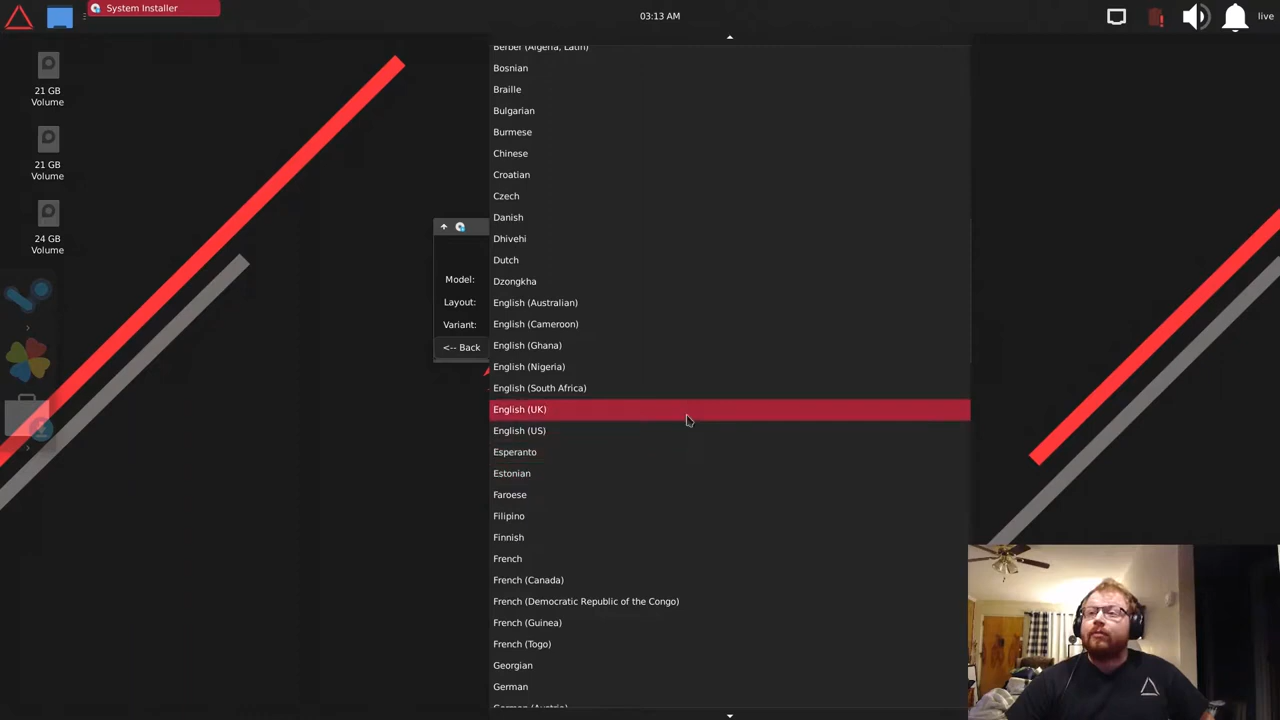 System Installer
03:13 AM
live
21 GB
Volume
21 GB
Volume
24 GB
Volume
Model:
Layout:
Variant:
<-- Back
Berber (Algeria, Latin)
Bosnian
Braille
Bulgarian
Burmese
Chinese
Croatian
Czech
Danish
Dhivehi
Dutch
Dzongkha
English (Australian)
English (Cameroon)
English (Ghana)
English (Nigeria)
English (South Africa)
English (UK)
English (US)
Esperanto
Estonian
Faroese
Filipino
Finnish
French
French (Canada)
French (Democratic Republic of the Congo)
French (Guinea)
French (Togo)
Georgian
German
German (Austria)